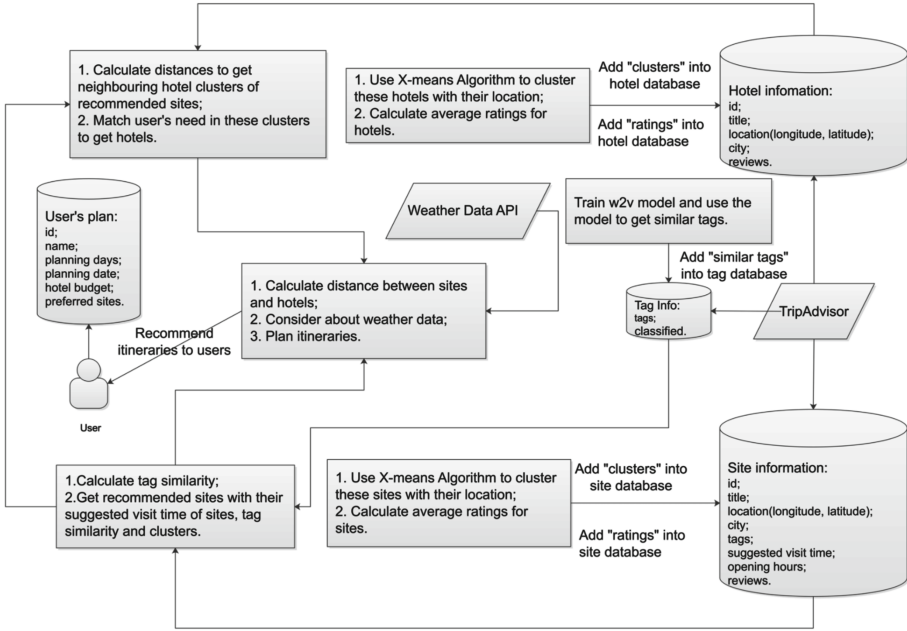 1. Calculate distances to get
neighbouring hotel clusters of
recommended sites;
2. Match user's need in these clusters
to get hotels.
1. Use X-means Algorithm to cluster
these hotels with their location;
2. Calculate average ratings for
hotels.
Add "clusters" into
hotel database
Add "ratings" into
hotel database
Hotel infomation:
id;
title;
location(longitude, latitude);
city;
reviews.
User's plan:
id;
name;
planning days;
planning date;
hotel budget;
preferred sites.
Weather Data API
Train w2v model and use the
model to get similar tags.
Add "similar tags"
into tag database
1. Calculate distance between sites
and hotels;
2. Consider about weather data;
3. Plan itineraries.
Tag Info:
tags;
classified.
TripAdvisor
Recommend
itineraries to users
User
1.Calculate tag similarity;
2.Get recommended sites with their
suggested visit time of sites, tag
similarity and clusters.
1. Use X-means Algorithm to cluster
these sites with their location;
2. Calculate average ratings for
sites.
Add "clusters" into
site database
Add "ratings" into
site database
Site information:
id;
title;
location(longitude, latitude);
city;
tags;
suggested visit time;
opening hours;
reviews.